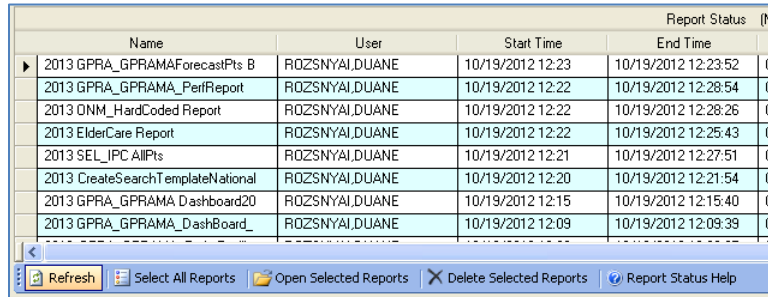 Report Status
Name User Start Time End Time
2013 GPRA_GPRAMAForecastPts B ROZSNYAI,DUANE 10/19/2012 12:23 10/19/2012 12:23:52
2013 GPRA_GPRAMA_PerfReport ROZSNYAI,DUANE 10/19/2012 12:22 10/19/2012 12:28:54
2013 ONM_HardCoded Report ROZSNYAI,DUANE 10/19/2012 12:22 10/19/2012 12:28:26
2013 ElderCare Report ROZSNYAI,DUANE 10/19/2012 12:22 10/19/2012 12:25:43
2013 SEL_IPC AllPts ROZSNYAI,DUANE 10/19/2012 12:21 10/19/2012 12:27:51
2013 CreateSearchTemplateNational ROZSNYAI,DUANE 10/19/2012 12:20 10/19/2012 12:21:54
2013 GPRA_GPRAMA Dashboard20 ROZSNYAI,DUANE 10/19/2012 12:15 10/19/2012 12:15:40
2013 GPRA_GPRAMA_DashBoard_ ROZSNYAI,DUANE 10/19/2012 12:09 10/19/2012 12:09:39
Refresh Select All Reports Open Selected Reports Delete Selected Reports Report Status Help